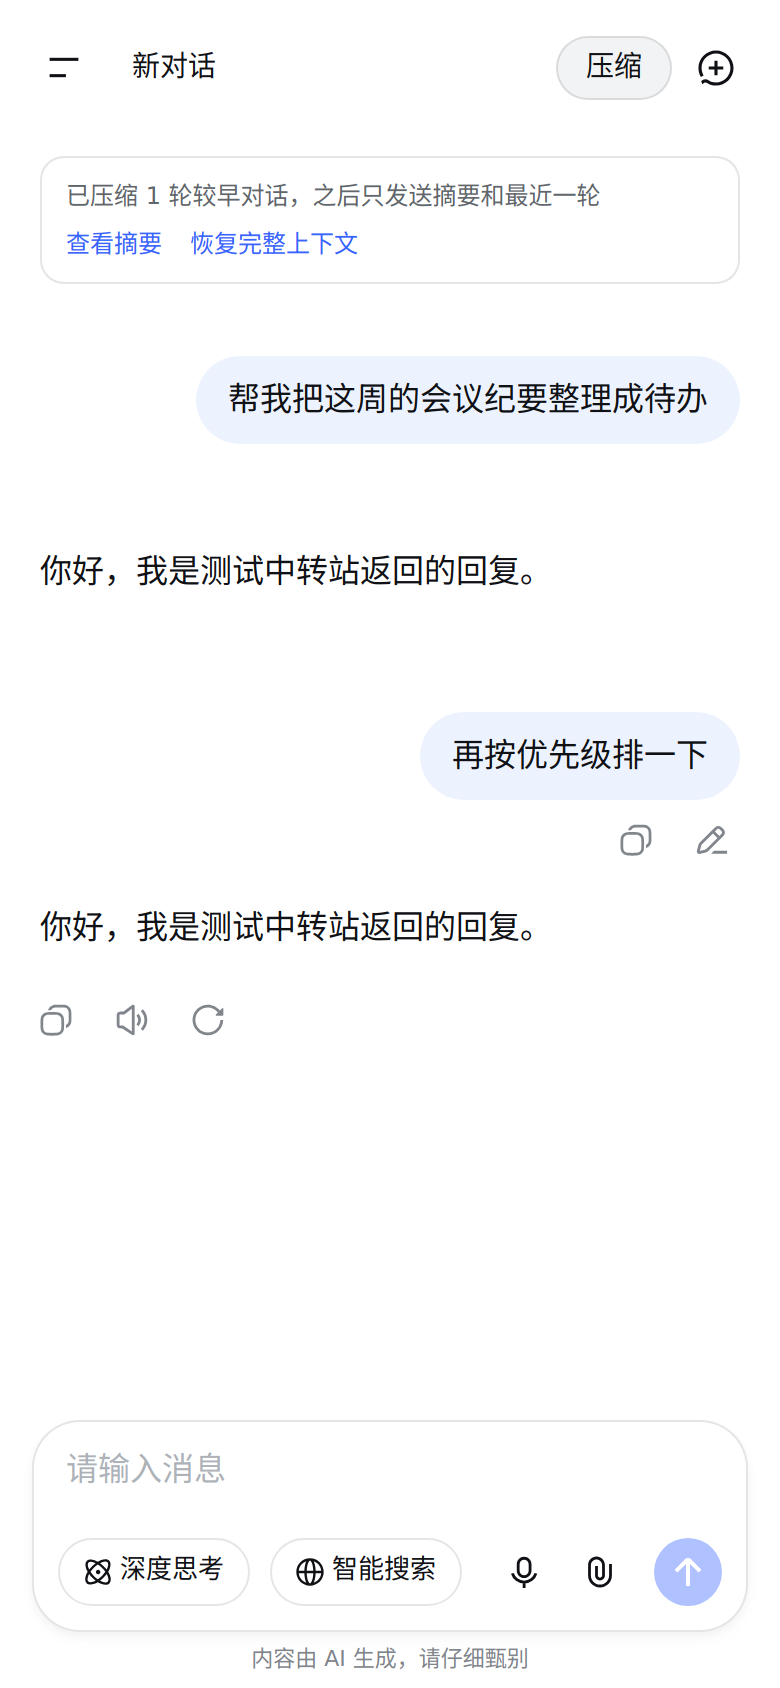 新对话
压缩
已压缩 1 轮较早对话，之后只发送摘要和最近一轮
查看摘要 恢复完整上下文
帮我把这周的会议纪要整理成待办
你好，我是测试中转站返回的回复。
再按优先级排一下
你好，我是测试中转站返回的回复。
请输入消息
深度思考 智能搜索
内容由 AI 生成，请仔细甄别